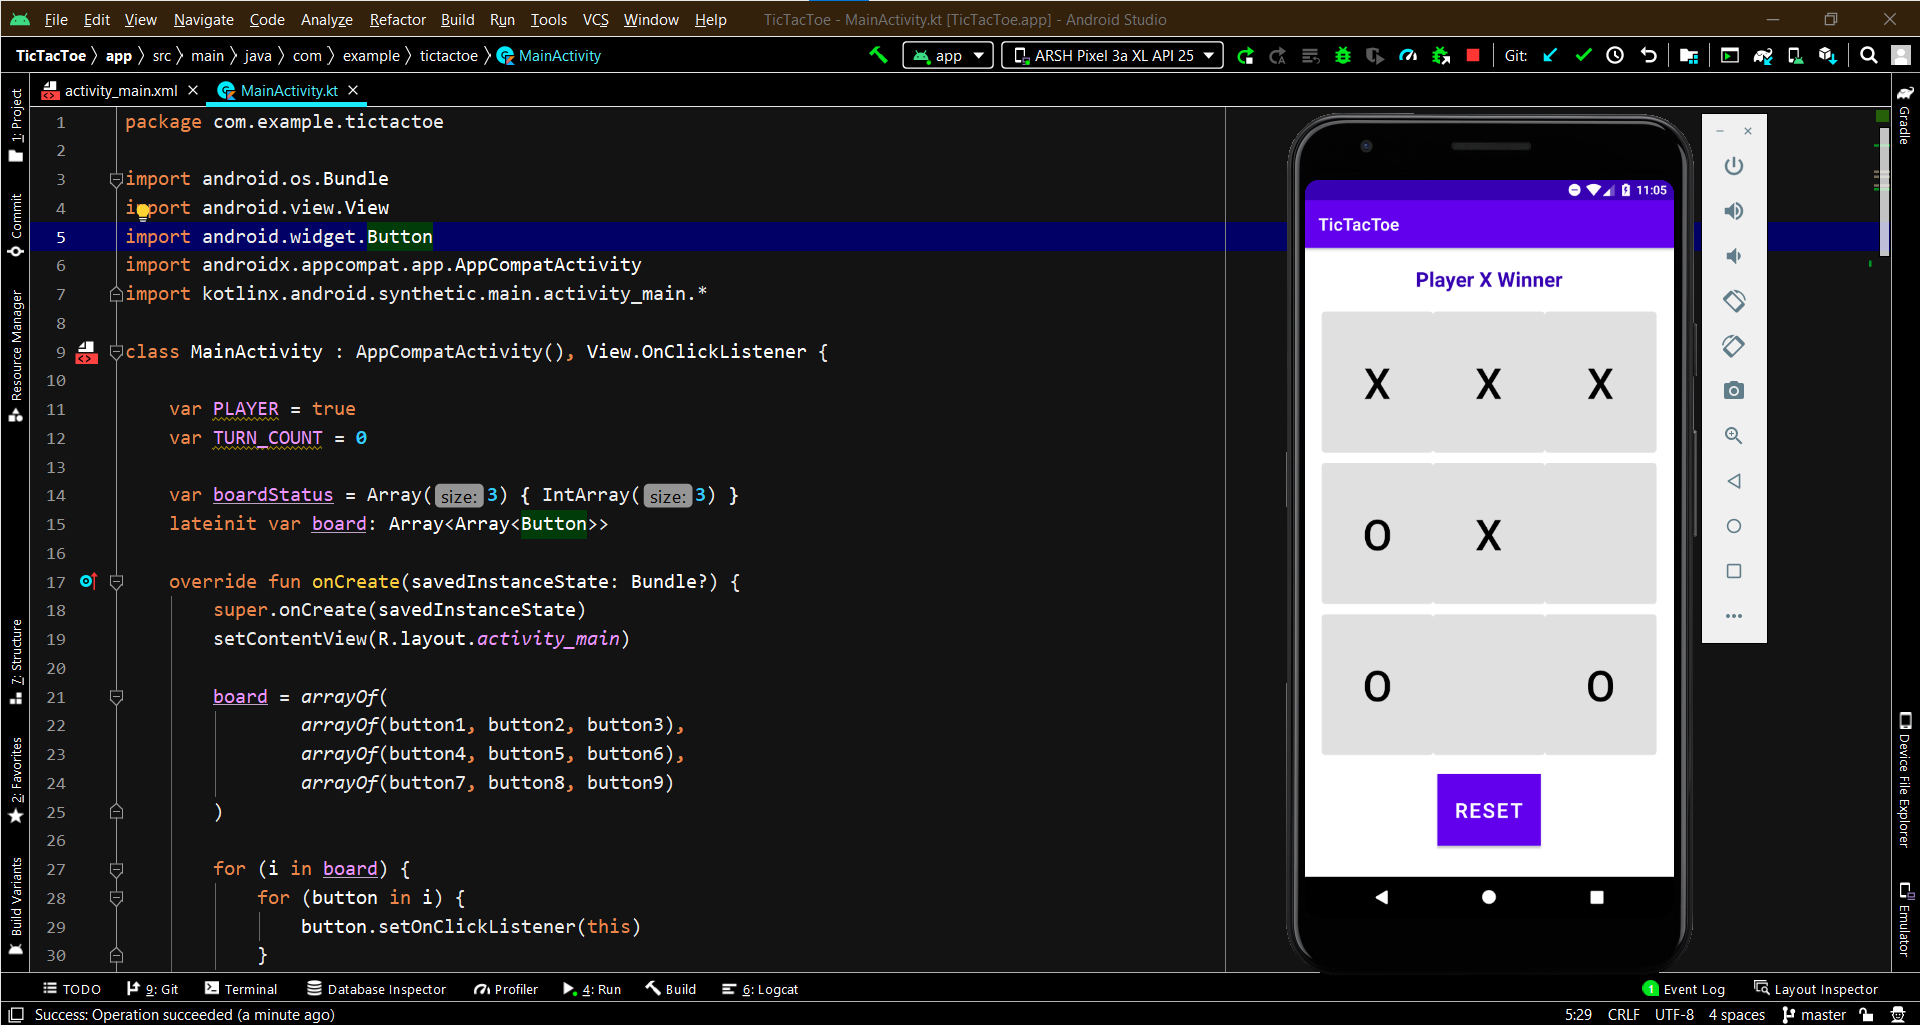 File Edit View Navigate Code Analyze Refactor Build Run Tools VCS Window Help TicTacToe - MainActivity.kt [TicTacToe.app] - Android Studio
TicTacToe app src main java com example tictactoe MainActivity app ARSH Pixel 3a XL API 25 Git:
activity_main.xml MainActivity.kt
1: Project
Commit
Resource Manager
7: Structure
2: Favorites
Build Variants
1 package com.example.tictactoe
2
3 import android.os.Bundle
4 import android.view.View
5 import android.widget.Button
6 import androidx.appcompat.app.AppCompatActivity
7 import kotlinx.android.synthetic.main.activity_main.*
8
9 class MainActivity : AppCompatActivity(), View.OnClickListener {
10
11 var PLAYER = true
12 var TURN_COUNT = 0
13
14 var boardStatus = Array( size: 3) { IntArray( size: 3) }
15 lateinit var board: Array<Array<Button>>
16
17 override fun onCreate(savedInstanceState: Bundle?) {
18 super.onCreate(savedInstanceState)
19 setContentView(R.layout.activity_main)
20
21 board = arrayOf(
22 arrayOf(button1, button2, button3),
23 arrayOf(button4, button5, button6),
24 arrayOf(button7, button8, button9)
25 )
26
27 for (i in board) {
28 for (button in i) {
29 button.setOnClickListener(this)
30 }
11:05
TicTacToe
Player X Winner
X X X
O X
O O
RESET
Gradle
Device File Explorer
Emulator
TODO 9: Git Terminal Database Inspector Profiler 4: Run Build 6: Logcat 1 Event Log Layout Inspector
Success: Operation succeeded (a minute ago) 5:29 CRLF UTF-8 4 spaces master